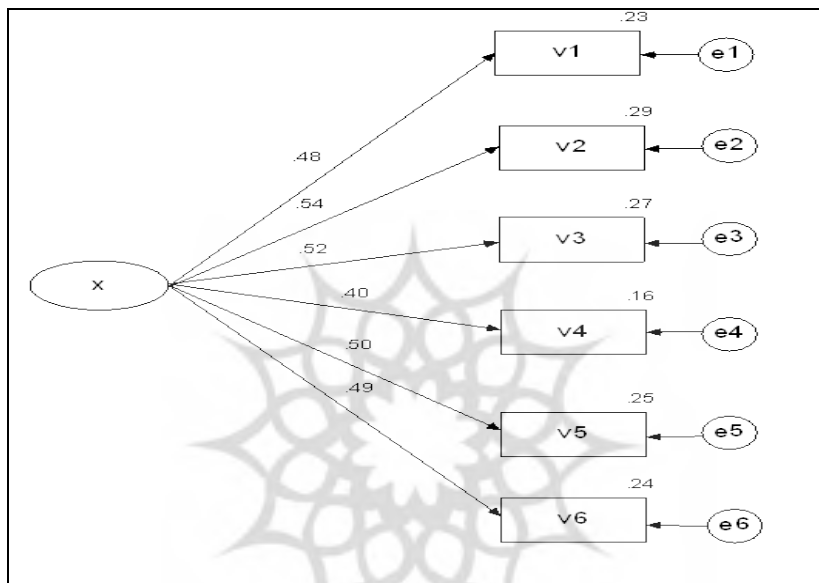 .23
v1
e1
.29
.48
v2
e2
.54
.27
.52
v3
e3
x
.40
.16
v4
e4
.50
.49
.25
v5
e5
.24
v6
e6